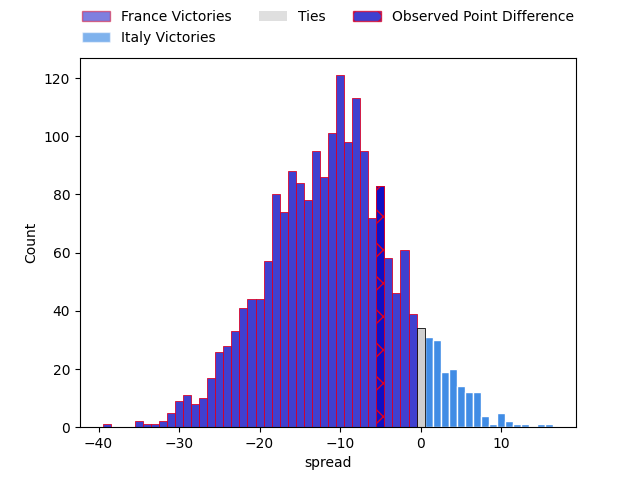 France Victories
Ties
Observed Point Difference
Italy Victories
120
100
80
60
40
20
0
Count
−40
−30
−20
−10
0
10
spread